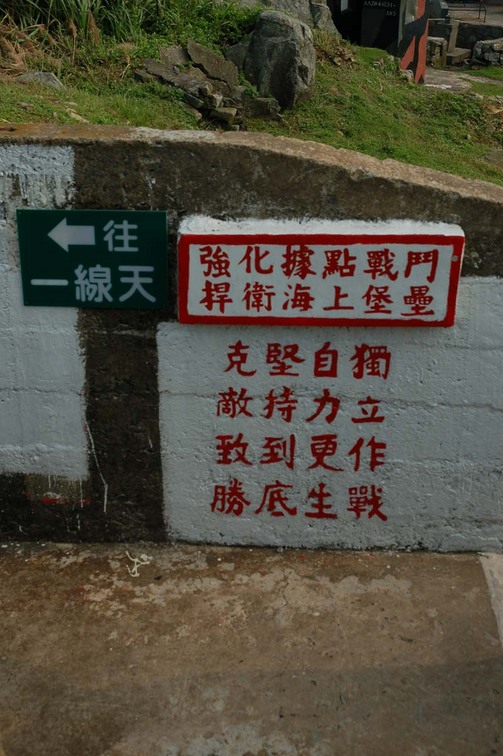 往
一線天
強化據點戰鬥
捍衛海上堡壘
獨立作戰
自力更生
堅持到底
克敵致勝